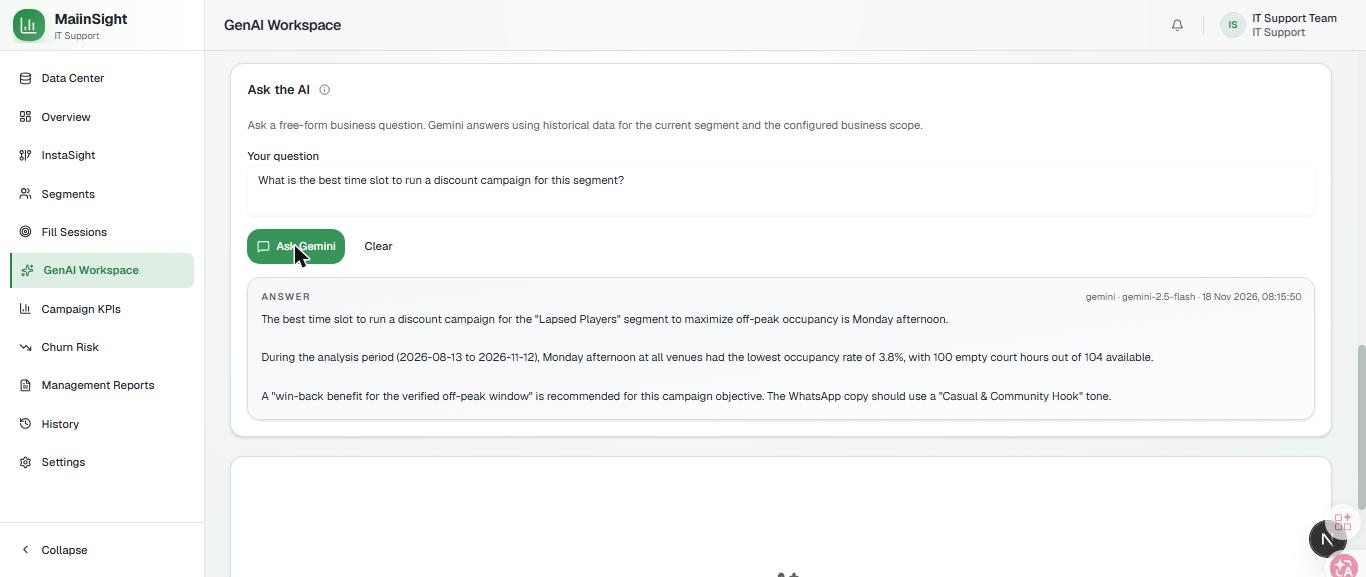 MaiinSight
IT Support
GenAI Workspace
IS
IT Support Team
IT Support
Data Center
Overview
InstaSight
Segments
Fill Sessions
GenAI Workspace
Campaign KPIs
Churn Risk
Management Reports
History
Settings
Collapse
Ask the AI
Ask a free-form business question. Gemini answers using historical data for the current segment and the configured business scope.
Your question
What is the best time slot to run a discount campaign for this segment?
Ask Gemini
Clear
ANSWER
gemini · gemini-2.5-flash · 18 Nov 2026, 08:15:50
The best time slot to run a discount campaign for the "Lapsed Players" segment to maximize off-peak occupancy is Monday afternoon.
During the analysis period (2026-08-13 to 2026-11-12), Monday afternoon at all venues had the lowest occupancy rate of 3.8%, with 100 empty court hours out of 104 available.
A "win-back benefit for the verified off-peak window" is recommended for this campaign objective. The WhatsApp copy should use a "Casual & Community Hook" tone.
N